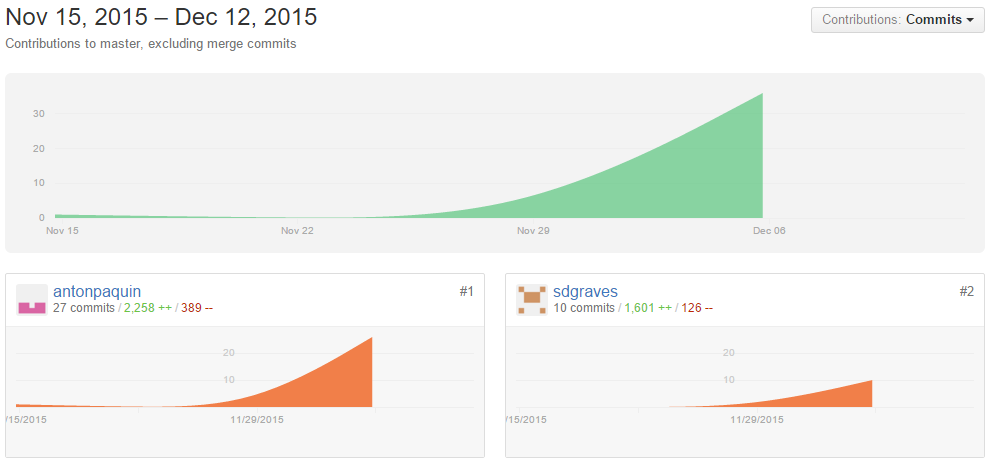 Nov 15, 2015 – Dec 12, 2015
Contributions: Commits
Contributions to master, excluding merge commits
30
20
10
0
Nov 15 Nov 22 Nov 29 Dec 06
antonpaquin #1
27 commits / 2,258 ++ / 389 --
20
10
/15/2015 11/29/2015
sdgraves #2
10 commits / 1,601 ++ / 126 --
20
10
/15/2015 11/29/2015